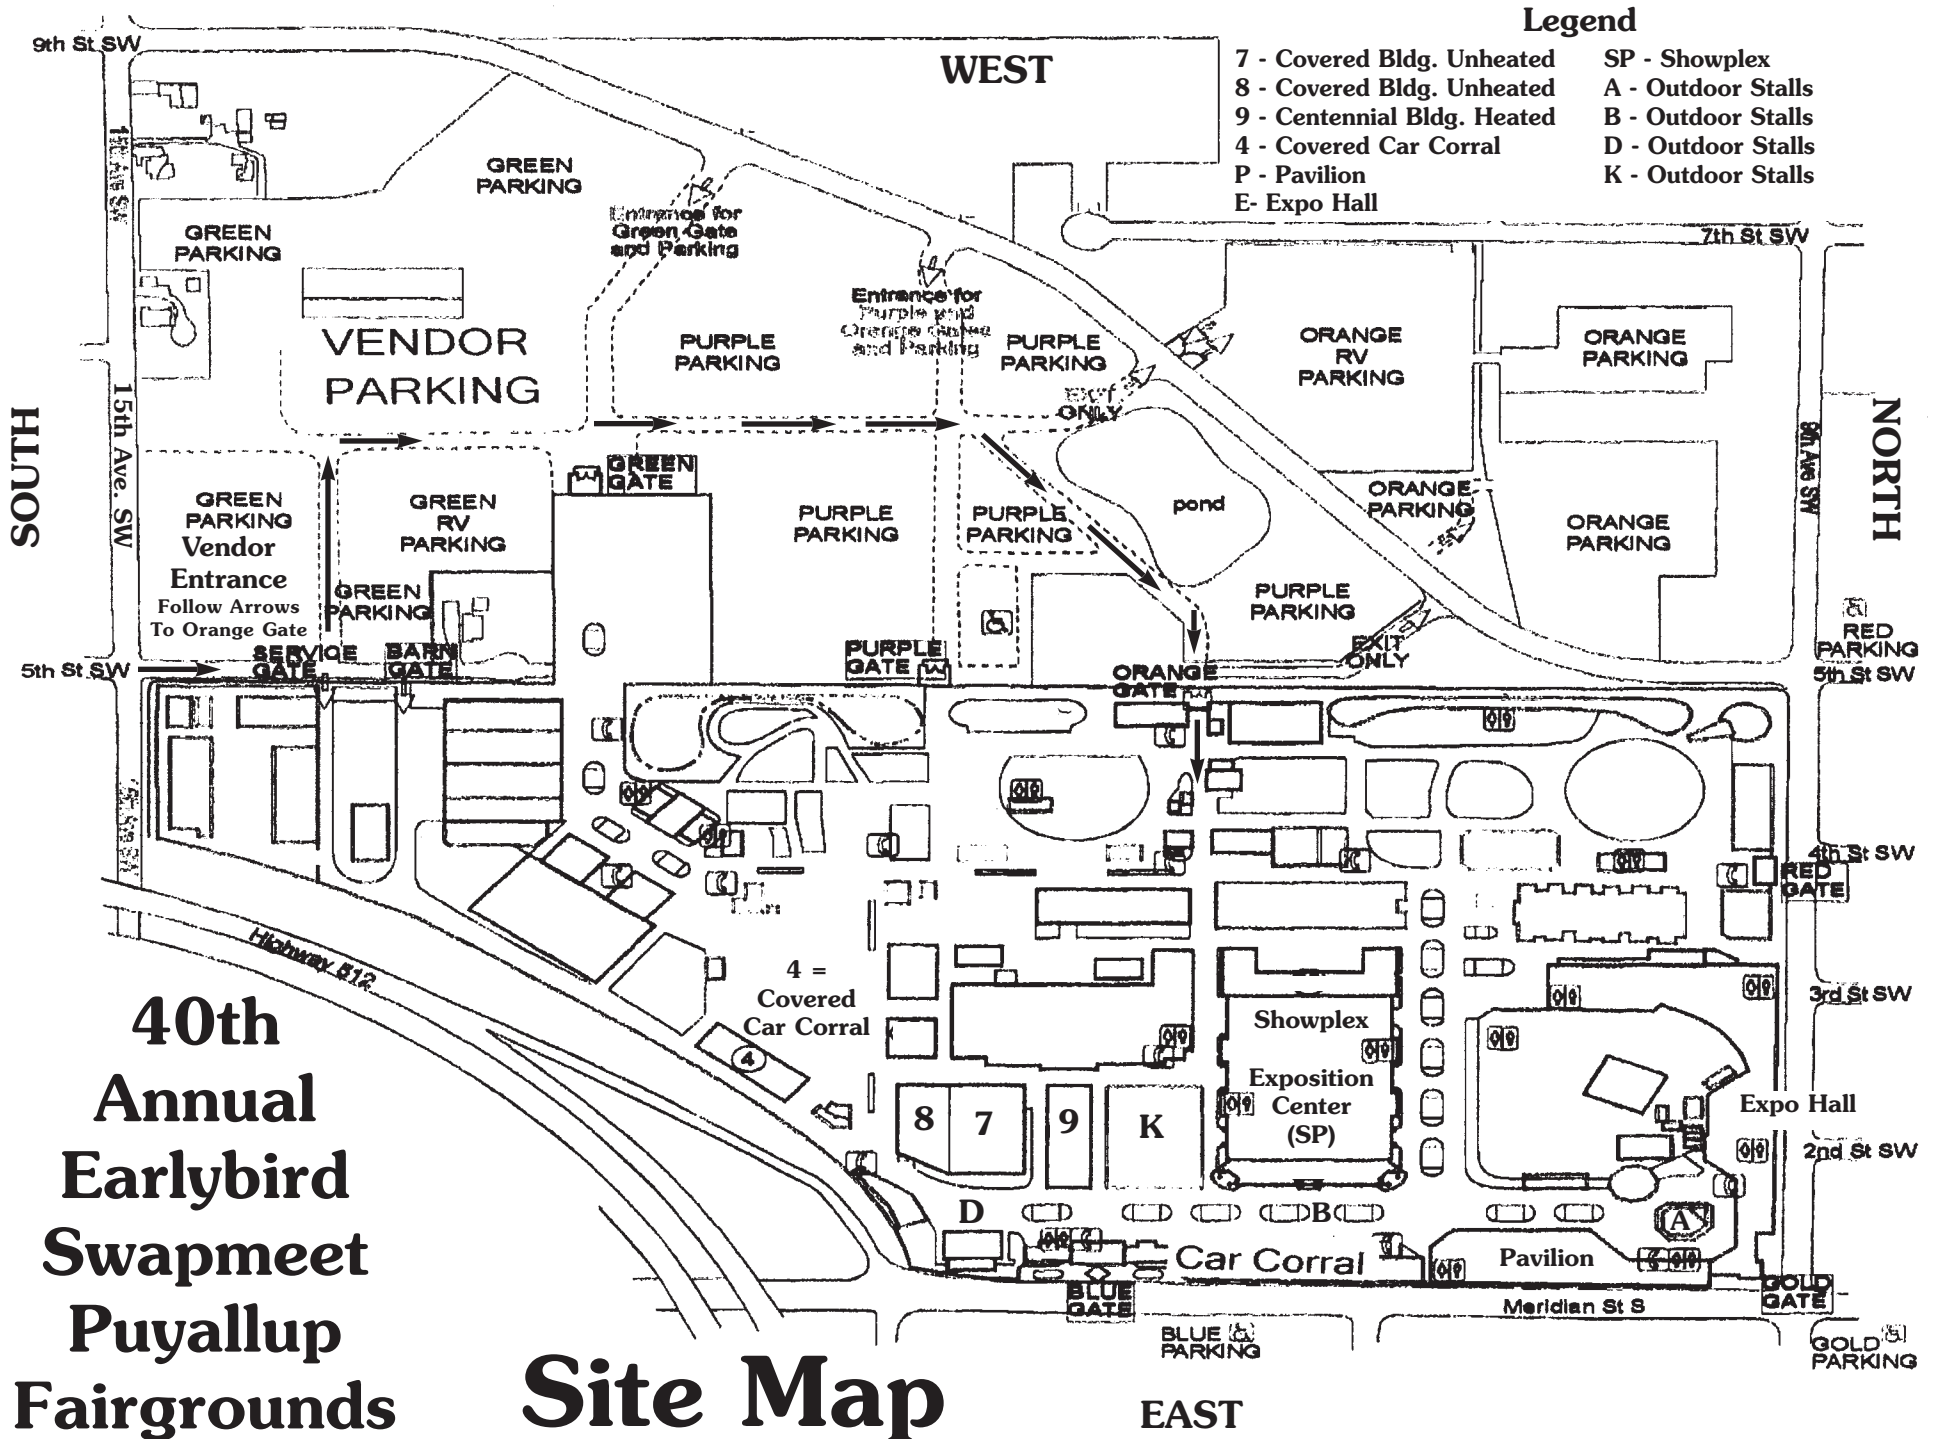 Legend
7 - Covered Bldg. Unheated
8 - Covered Bldg. Unheated
9 - Centennial Bldg. Heated
4 - Covered Car Corral
P - Pavilion
E- Expo Hall
SP - Showplex
A - Outdoor Stalls
B - Outdoor Stalls
D - Outdoor Stalls
K - Outdoor Stalls
9th St SW
WEST
GREEN
PARKING
GREEN
PARKING
Entrance for
Green Gate
and Parking
7th St SW
Entrance for
Purple and
Orange Gates
and Parking
VENDOR
PARKING
PURPLE
PARKING
PURPLE
PARKING
ORANGE
RV
PARKING
ORANGE
PARKING
EXIT
ONLY
SOUTH
15th Ave. SW
NORTH
9th Ave SW
GREEN
GATE
GREEN
PARKING
Vendor
Entrance
Follow Arrows
To Orange Gate
GREEN
RV
PARKING
GREEN
PARKING
PURPLE
PARKING
PURPLE
PARKING
pond
ORANGE
PARKING
ORANGE
PARKING
PURPLE
PARKING
EXIT
ONLY
RED
PARKING
5th St SW
5th St SW
SERVICE
GATE
BARN
GATE
PURPLE
GATE
ORANGE
GATE
4th St SW
RED
GATE
Highway 512
3rd St SW
4 =
Covered
Car Corral
4
Showplex
Exposition
Center
(SP)
Expo Hall
8
7
9
K
2nd St SW
D
B
A
Car Corral
Pavilion
BLUE
GATE
GOLD
GATE
Meridian St S
BLUE
PARKING
GOLD
PARKING
40th
Annual
Earlybird
Swapmeet
Puyallup
Fairgrounds
Site Map
EAST